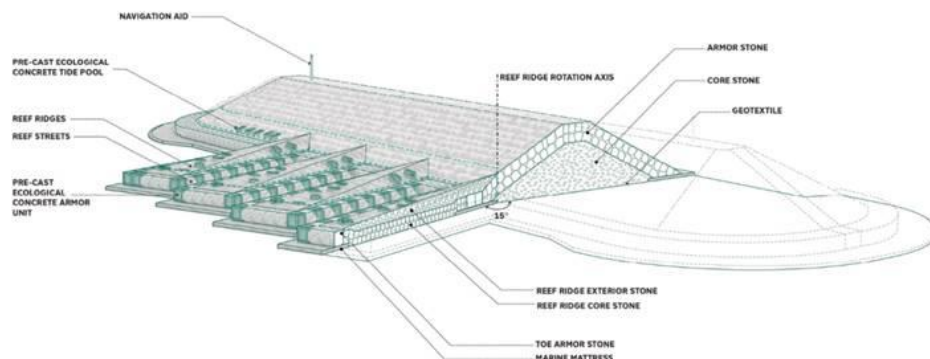 NAVIGATION AID
PRE-CAST ECOLOGICAL
CONCRETE TIDE POOL
REEF RIDGES
REEF STREETS
PRE-CAST
ECOLOGICAL
CONCRETE ARMOR
UNIT
REEF RIDGE ROTATION AXIS
ARMOR STONE
CORE STONE
GEOTEXTILE
15°
REEF RIDGE EXTERIOR STONE
REEF RIDGE CORE STONE
TOE ARMOR STONE
MARINE MATTRESS